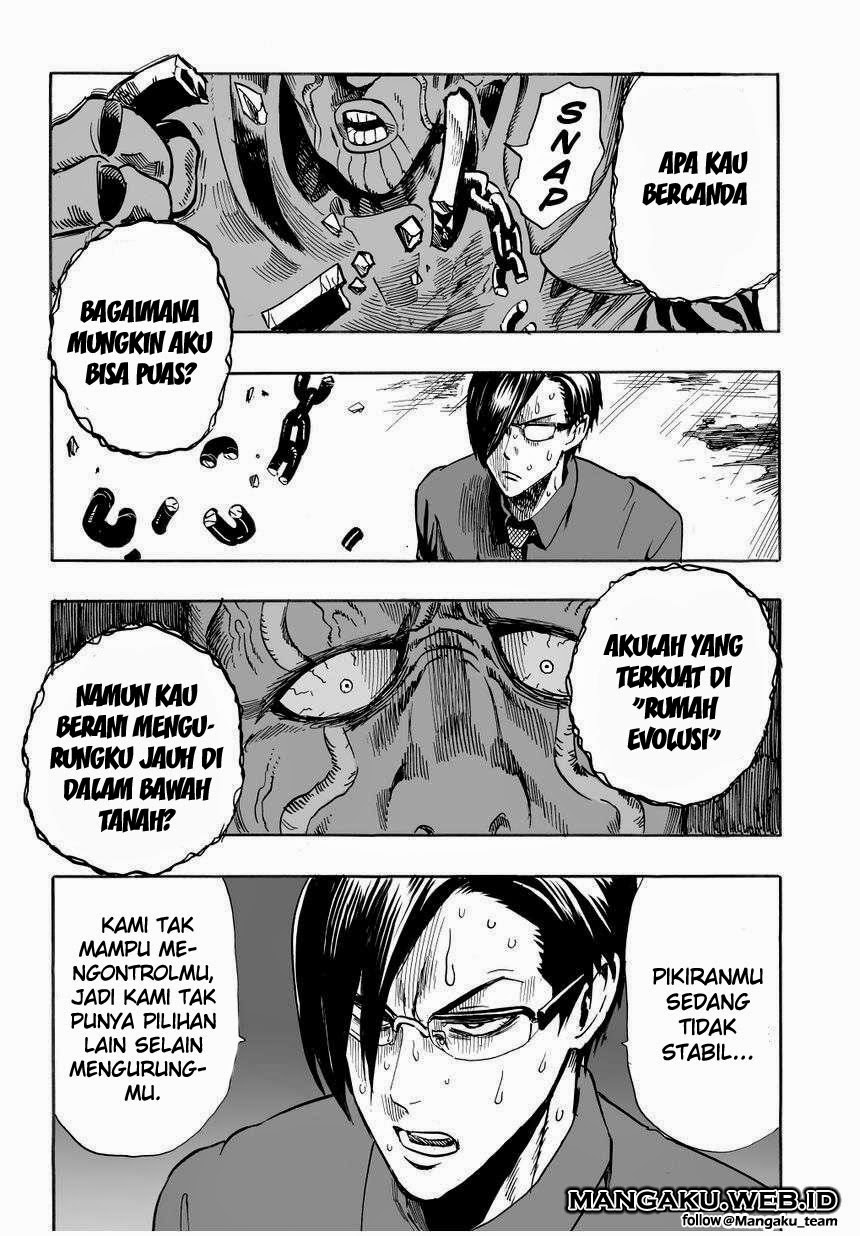 APA KAU
BERCANDA
SNAP
BAGAIMANA
MUNGKIN AKU
BISA PUAS?
AKULAH YANG
TERKUAT DI
"RUMAH
EVOLUSI"
NAMUN KAU
BERANI MENGU-
RUNGKU JAUH DI
DALAM BAWAH
TANAH?
PIKIRANMU
SEDANG
TIDAK
STABIL...
KAMI TAK
MAMPU ME-
NGONTROLMU,
JADI KAMI TAK
PUNYA PILIHAN
LAIN SELAIN
MENGURUNG-
MU.
MANGAKU.WEB.ID
follow @Mangaku_team